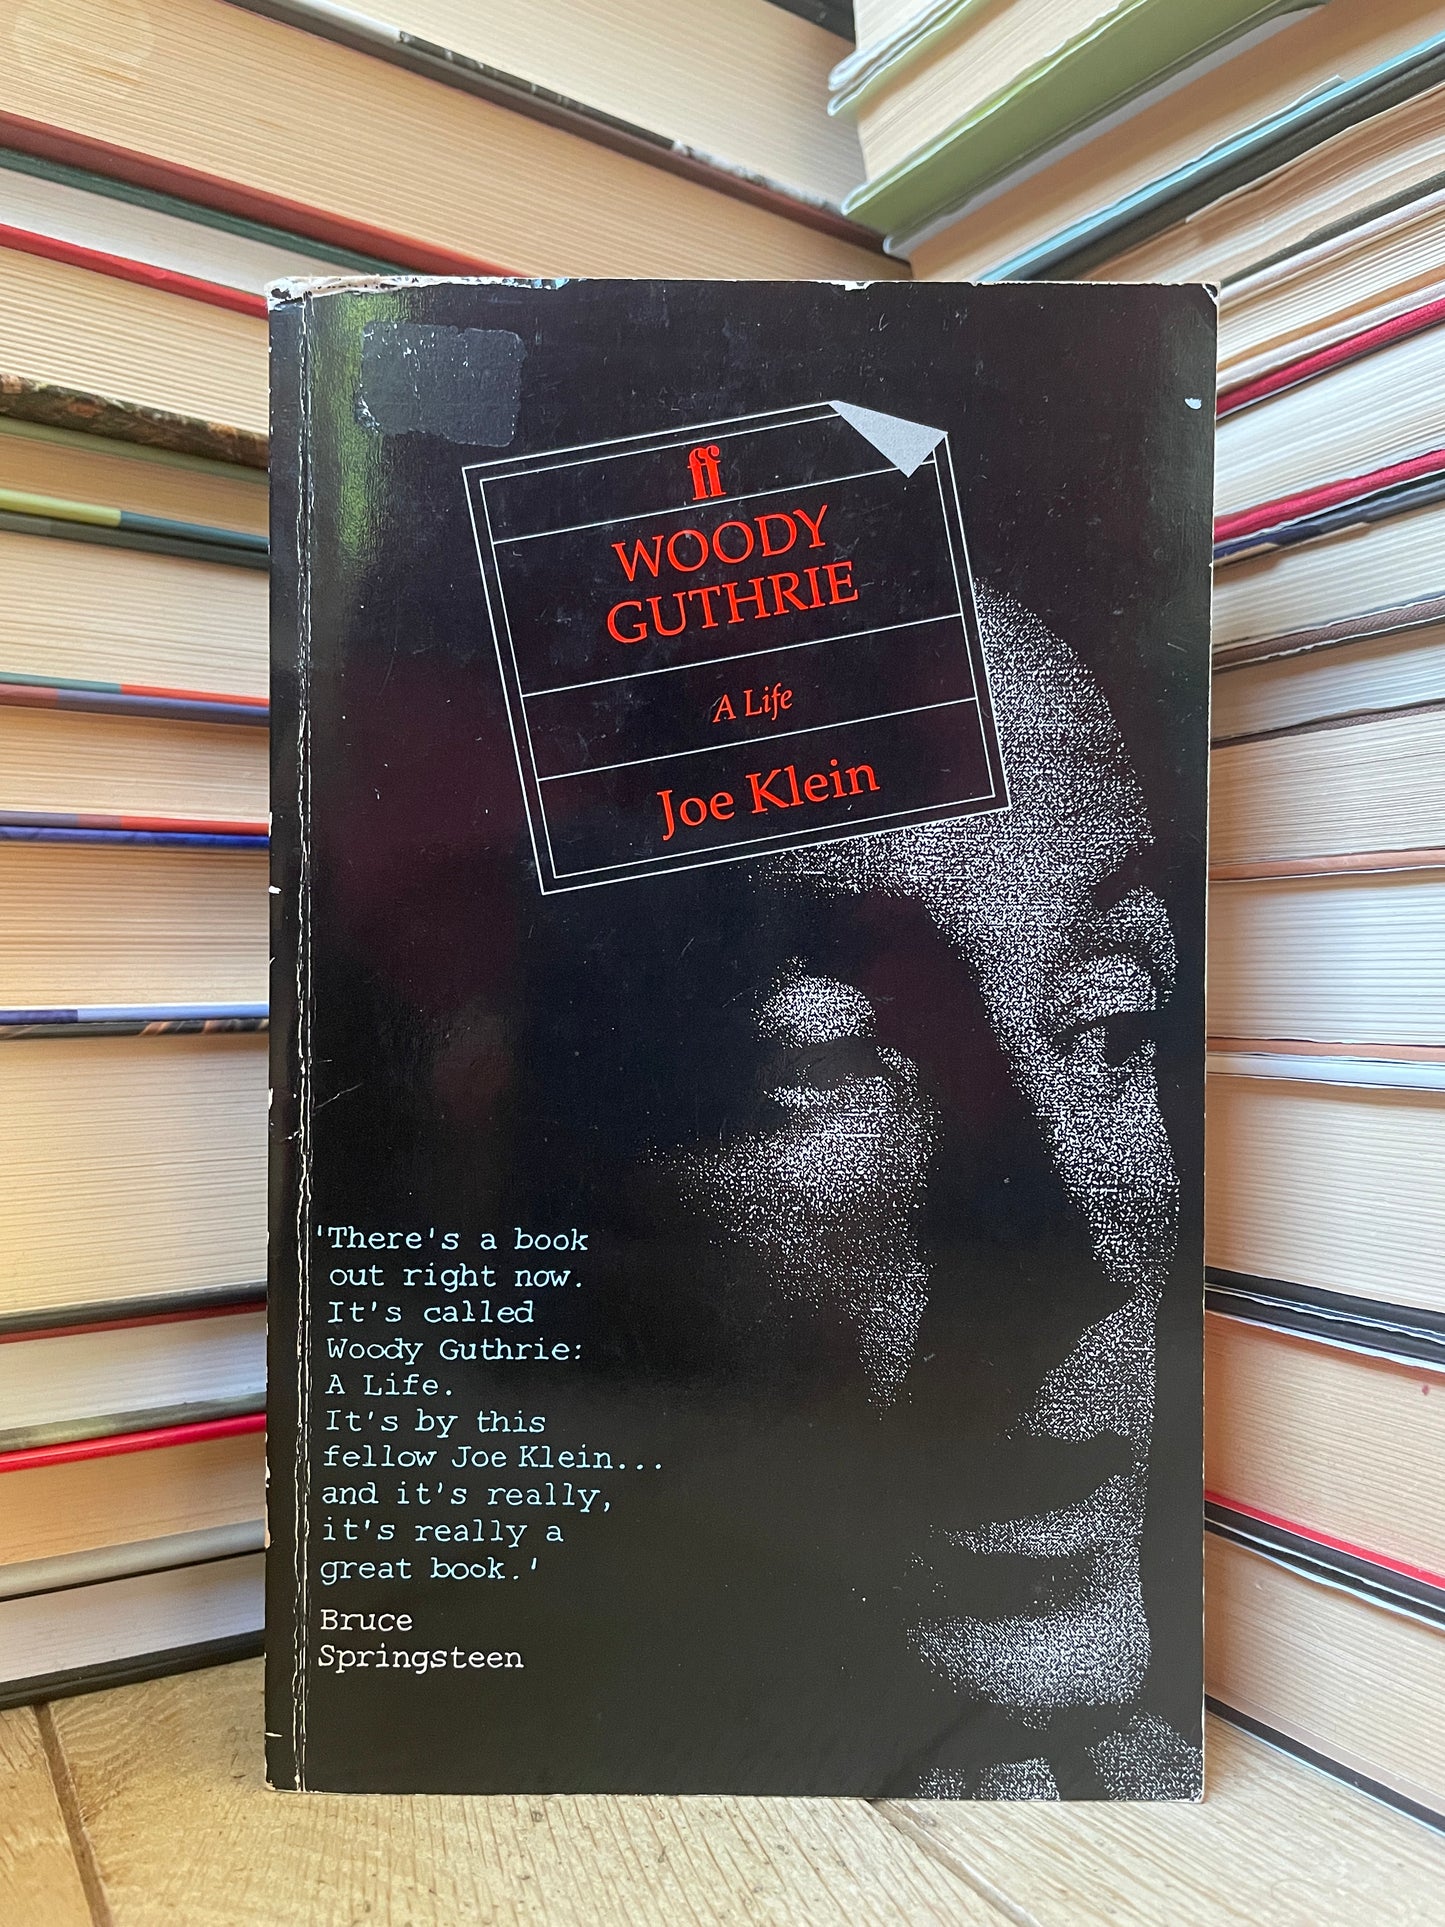 ff
WOODY
GUTHRIE
A Life
Joe Klein
'There's a book
out right now.
It's called
Woody Guthrie:
A Life.
It's by this
fellow Joe Klein...
and it's really,
it's really a
great book.'
Bruce
Springsteen